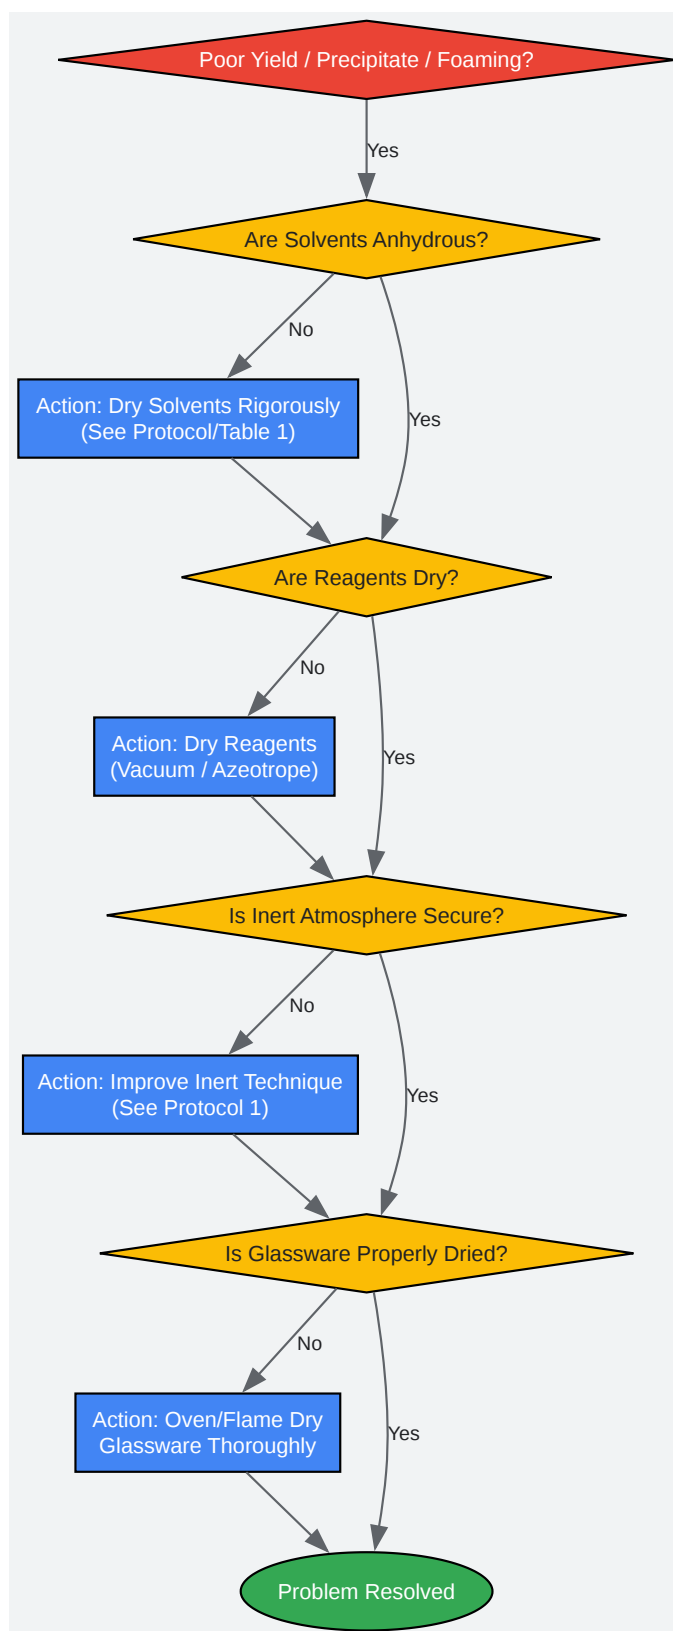 Poor Yield / Precipitate / Foaming?
Yes
Are Solvents Anhydrous?
No
Action: Dry Solvents Rigorously
(See Protocol/Table 1)
Yes
Are Reagents Dry?
No
Action: Dry Reagents
(Vacuum / Azeotrope)
Yes
Is Inert Atmosphere Secure?
No
Action: Improve Inert Technique
(See Protocol 1)
Yes
Is Glassware Properly Dried?
No
Action: Oven/Flame Dry
Glassware Thoroughly
Yes
Problem Resolved